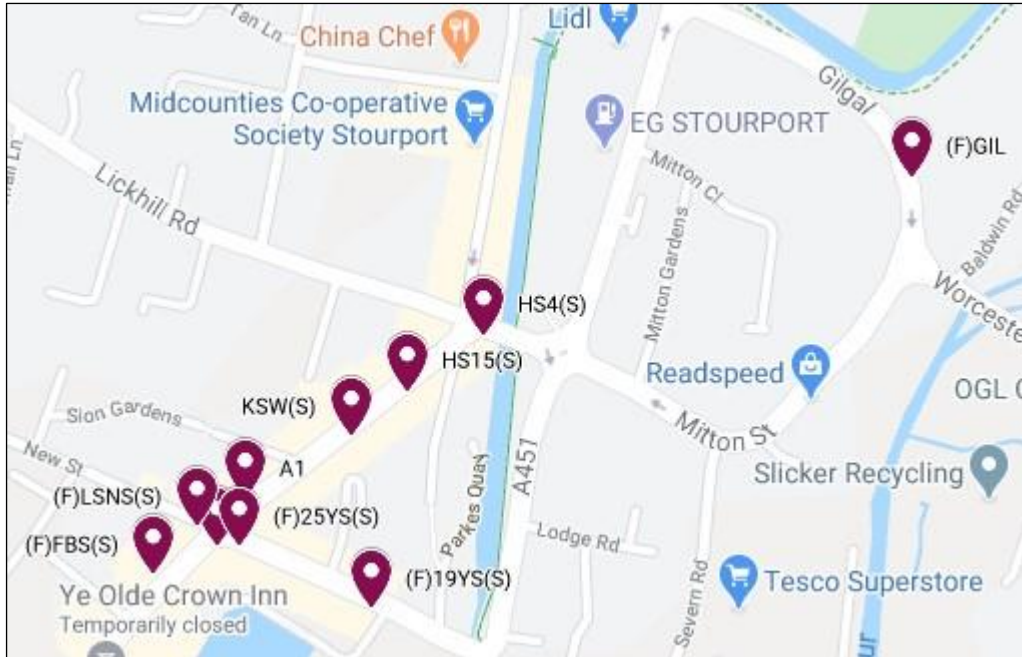 Tan Ln
China Chef
Lidl
Gilgal
Midcounties Co-operative
Society Stourport
EG STOURPORT
(F)GIL
Mitton Cl
Lickhill Rd
Baldwin Rd
Mitton Gardens
Worceste
HS4(S)
HS15(S)
Readspeed
KSW(S)
OGL
Sion Gardens
Mitton St
A451
New St
A1
Slicker Recycling
(F)LSNS(S)
(F)25YS(S)
Parkes Quay
(F)FBS(S)
Lodge Rd
(F)19YS(S)
Ye Olde Crown Inn
Temporarily closed
Severn Rd
Tesco Superstore
ur